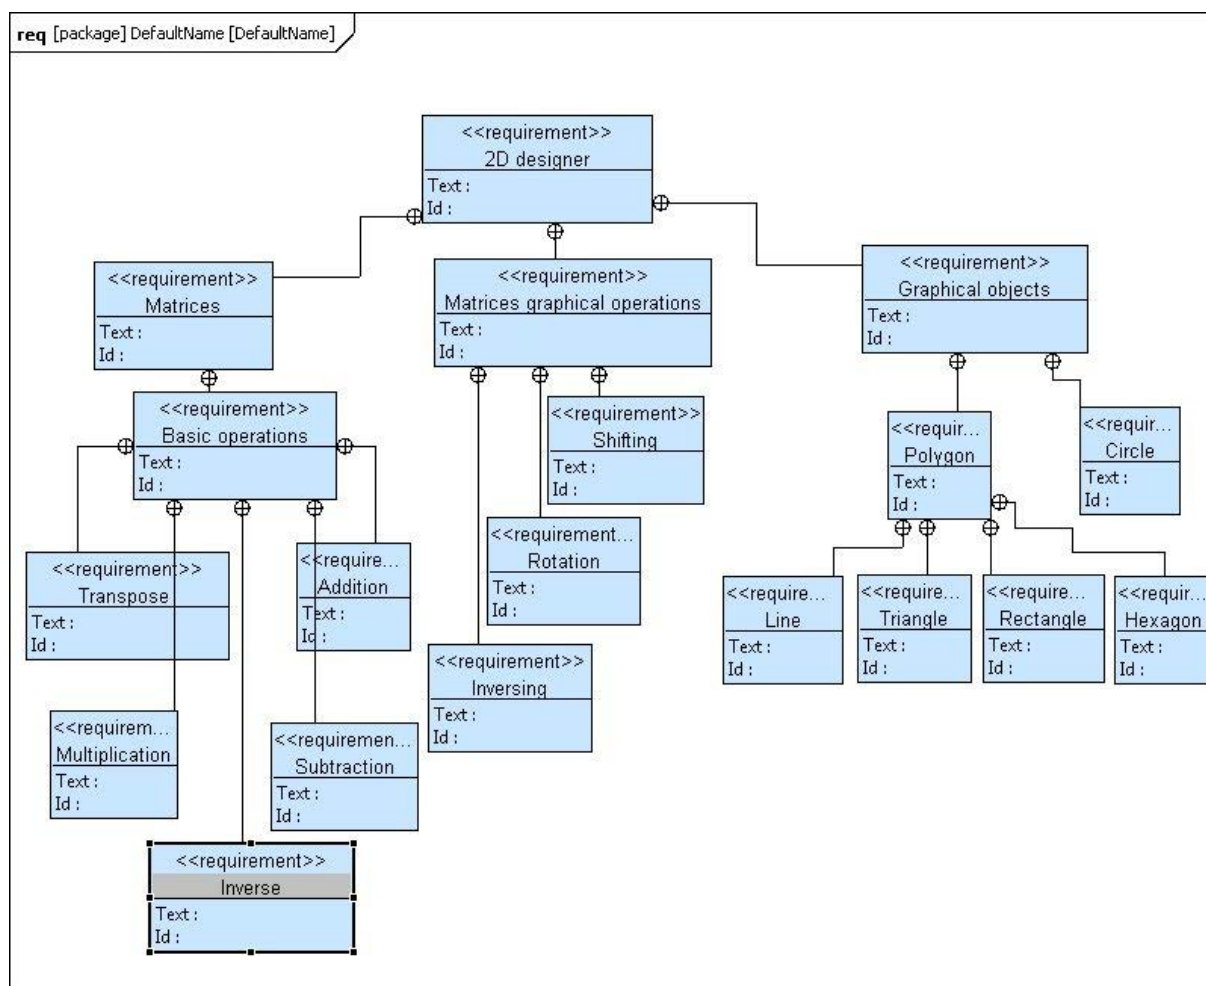 req [package] DefaultName [DefaultName]
<<requirement>>
2D designer
Text :
Id :
<<requirement>>
Matrices
Text :
Id :
<<requirement>>
Matrices graphical operations
Text :
Id :
<<requirement>>
Graphical objects
Text :
Id :
<<requirement>>
Basic operations
Text :
Id :
<<requirement>>
Shifting
Text :
Id :
<<requir...
Polygon
Text :
Id :
<<requir...
Circle
Text :
Id :
<<requirement>>
Transpose
Text :
Id :
<<require...
Addition
Text :
Id :
<<requirement...
Rotation
Text :
Id :
<<require...
Line
Text :
Id :
<<require...
Triangle
Text :
Id :
<<require...
Rectangle
Text :
Id :
<<requir...
Hexagon
Text :
Id :
<<requirement>>
Inversing
Text :
Id :
<<requirem...
Multiplication
Text :
Id :
<<requiremen...
Subtraction
Text :
Id :
<<requirement>>
Inverse
Text :
Id :